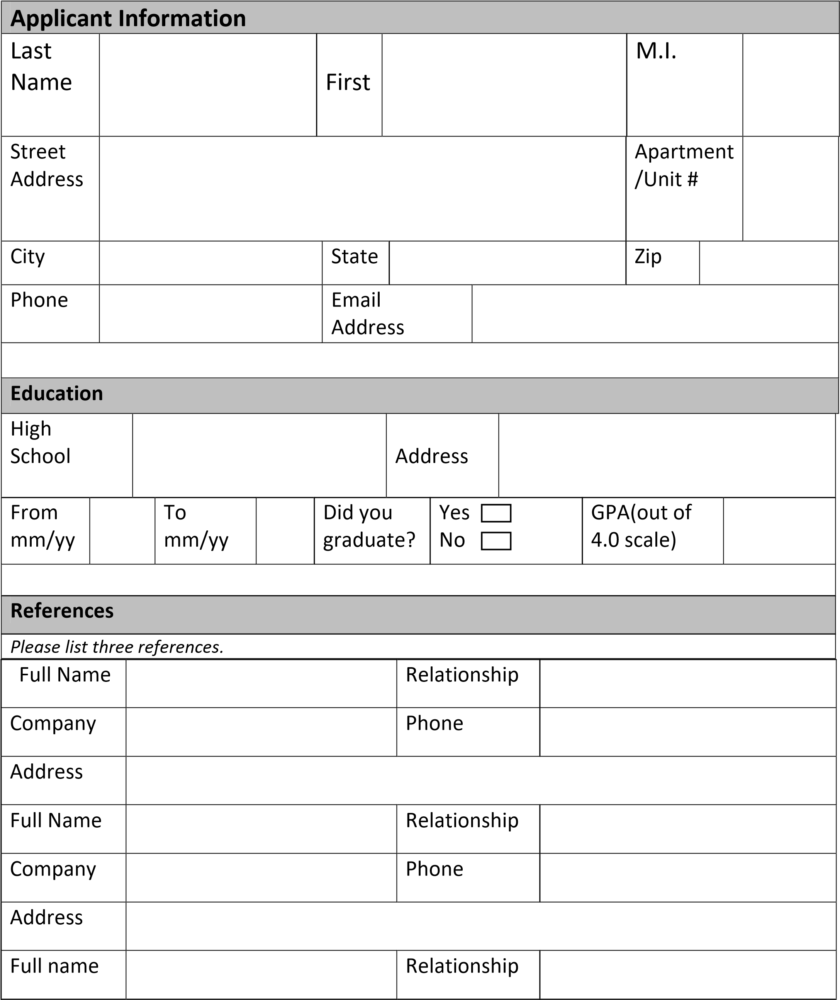 Applicant Information
Last
Name
First
M.I.
Street
Address
Apartment
/Unit #
City
State
Zip
Phone
Email
Address
Education
High
School
Address
From
mm/yy
To
mm/yy
Did you
graduate?
Yes
No
GPA(out of
4.0 scale)
References
Please list three references.
Full Name
Relationship
Company
Phone
Address
Full Name
Relationship
Company
Phone
Address
Full name
Relationship